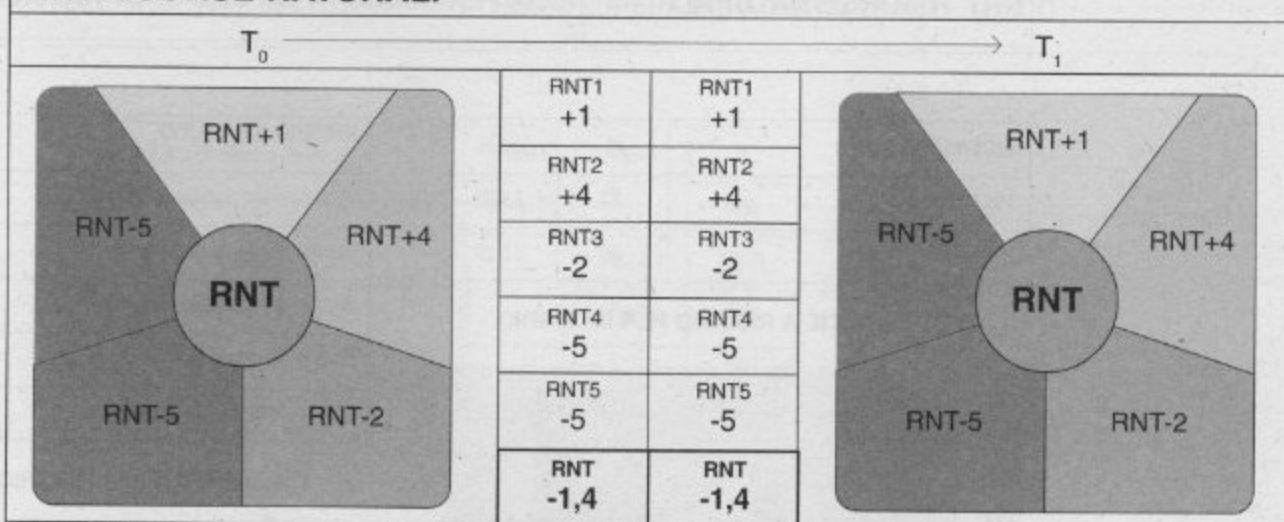 T₀ → T₁
RNT+1
RNT-5
RNT+4
RNT
RNT-5
RNT-2
RNT1 RNT1
+1 +1
RNT2 RNT2
+4 +4
RNT3 RNT3
-2 -2
RNT4 RNT4
-5 -5
RNT5 RNT5
-5 -5
RNT RNT
-1,4 -1,4
RNT+1
RNT-5
RNT+4
RNT
RNT-5
RNT-2